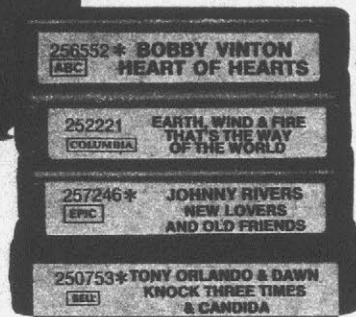 256552* BOBBY VINTON
ABC HEART OF HEARTS
252221 EARTH, WIND & FIRE
THAT'S THE WAY
COLUMBIA OF THE WORLD
257246* JOHNNY RIVERS
EPIC NEW LOVERS
AND OLD FRIENDS
250753* TONY ORLANDO & DAWN
BELL KNOCK THREE TIMES
& CANDIDA